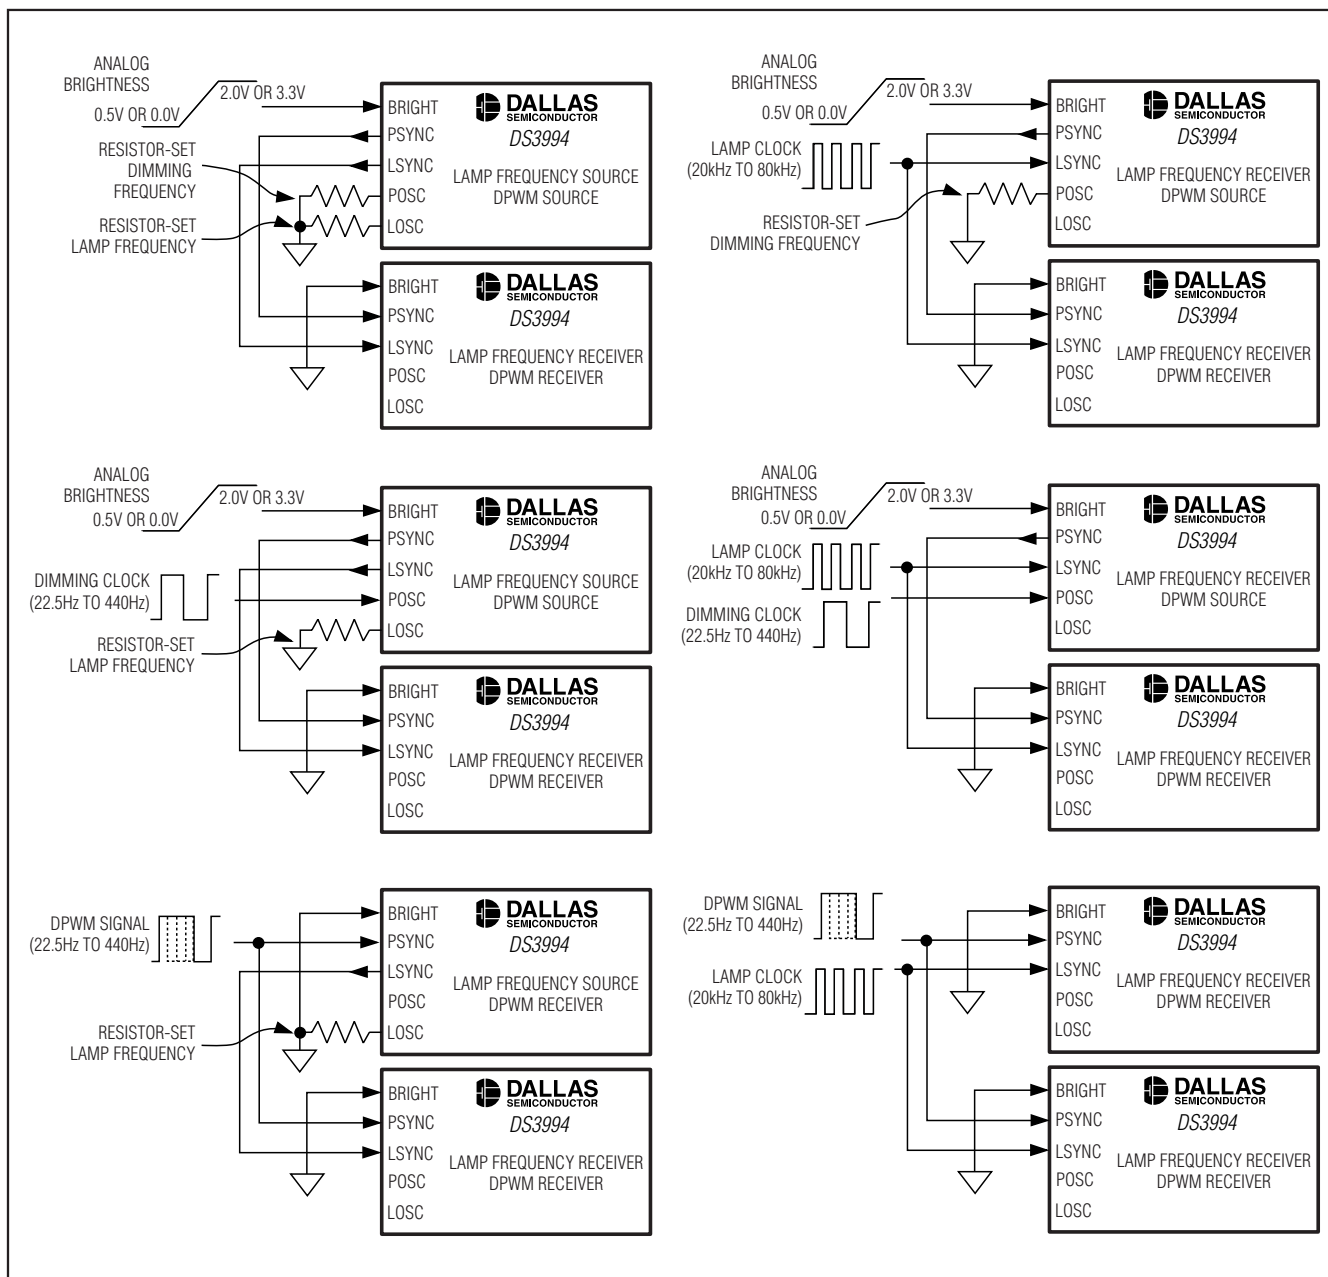 ANALOG
BRIGHTNESS
0.5V OR 0.0V
2.0V OR 3.3V
RESISTOR-SET
DIMMING
FREQUENCY
RESISTOR-SET
LAMP FREQUENCY
BRIGHT
PSYNC
LSYNC
POSC
LOSC
DALLAS
SEMICONDUCTOR
DS3994
LAMP FREQUENCY SOURCE
DPWM SOURCE
BRIGHT
PSYNC
LSYNC
POSC
LOSC
DALLAS
SEMICONDUCTOR
DS3994
LAMP FREQUENCY RECEIVER
DPWM RECEIVER
ANALOG
BRIGHTNESS
0.5V OR 0.0V
2.0V OR 3.3V
LAMP CLOCK
(20kHz TO 80kHz)
RESISTOR-SET
DIMMING FREQUENCY
BRIGHT
PSYNC
LSYNC
POSC
LOSC
DALLAS
SEMICONDUCTOR
DS3994
LAMP FREQUENCY RECEIVER
DPWM SOURCE
BRIGHT
PSYNC
LSYNC
POSC
LOSC
DALLAS
SEMICONDUCTOR
DS3994
LAMP FREQUENCY RECEIVER
DPWM RECEIVER
ANALOG
BRIGHTNESS
0.5V OR 0.0V
2.0V OR 3.3V
DIMMING CLOCK
(22.5Hz TO 440Hz)
RESISTOR-SET
LAMP FREQUENCY
BRIGHT
PSYNC
LSYNC
POSC
LOSC
DALLAS
SEMICONDUCTOR
DS3994
LAMP FREQUENCY SOURCE
DPWM SOURCE
BRIGHT
PSYNC
LSYNC
POSC
LOSC
DALLAS
SEMICONDUCTOR
DS3994
LAMP FREQUENCY RECEIVER
DPWM RECEIVER
ANALOG
BRIGHTNESS
0.5V OR 0.0V
2.0V OR 3.3V
LAMP CLOCK
(20kHz TO 80kHz)
DIMMING CLOCK
(22.5Hz TO 440Hz)
BRIGHT
PSYNC
LSYNC
POSC
LOSC
DALLAS
SEMICONDUCTOR
DS3994
LAMP FREQUENCY RECEIVER
DPWM SOURCE
BRIGHT
PSYNC
LSYNC
POSC
LOSC
DALLAS
SEMICONDUCTOR
DS3994
LAMP FREQUENCY RECEIVER
DPWM RECEIVER
DPWM SIGNAL
(22.5Hz TO 440Hz)
RESISTOR-SET
LAMP FREQUENCY
BRIGHT
PSYNC
LSYNC
POSC
LOSC
DALLAS
SEMICONDUCTOR
DS3994
LAMP FREQUENCY SOURCE
DPWM RECEIVER
BRIGHT
PSYNC
LSYNC
POSC
LOSC
DALLAS
SEMICONDUCTOR
DS3994
LAMP FREQUENCY RECEIVER
DPWM RECEIVER
DPWM SIGNAL
(22.5Hz TO 440Hz)
LAMP CLOCK
(20kHz TO 80kHz)
BRIGHT
PSYNC
LSYNC
POSC
LOSC
DALLAS
SEMICONDUCTOR
DS3994
LAMP FREQUENCY RECEIVER
DPWM RECEIVER
BRIGHT
PSYNC
LSYNC
POSC
LOSC
DALLAS
SEMICONDUCTOR
DS3994
LAMP FREQUENCY RECEIVER
DPWM RECEIVER